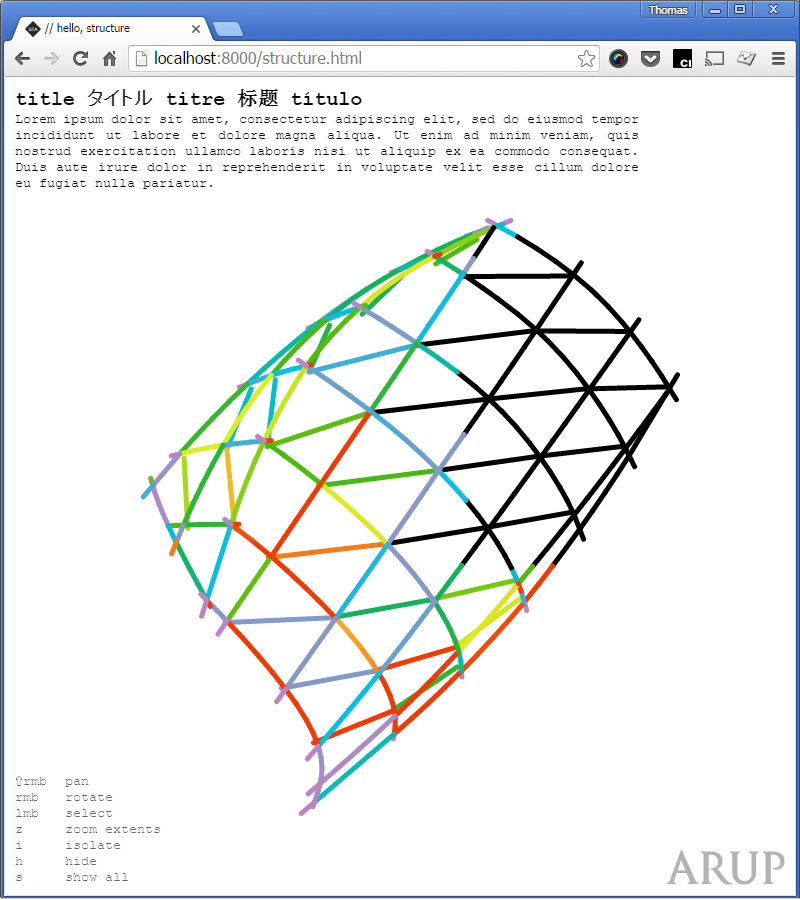 Thomas
// hello, structure
localhost:8000/structure.html
title タイトル titre 标题 título
Lorem ipsum dolor sit amet, consectetur adipiscing elit, sed do eiusmod tempor
incididunt ut labore et dolore magna aliqua. Ut enim ad minim veniam, quis
nostrud exercitation ullamco laboris nisi ut aliquip ex ea commodo consequat.
Duis aute irure dolor in reprehenderit in voluptate velit esse cillum dolore
eu fugiat nulla pariatur.
⇧rmb pan
rmb rotate
lmb select
z zoom extents
i isolate
h hide
s show all
ARUP